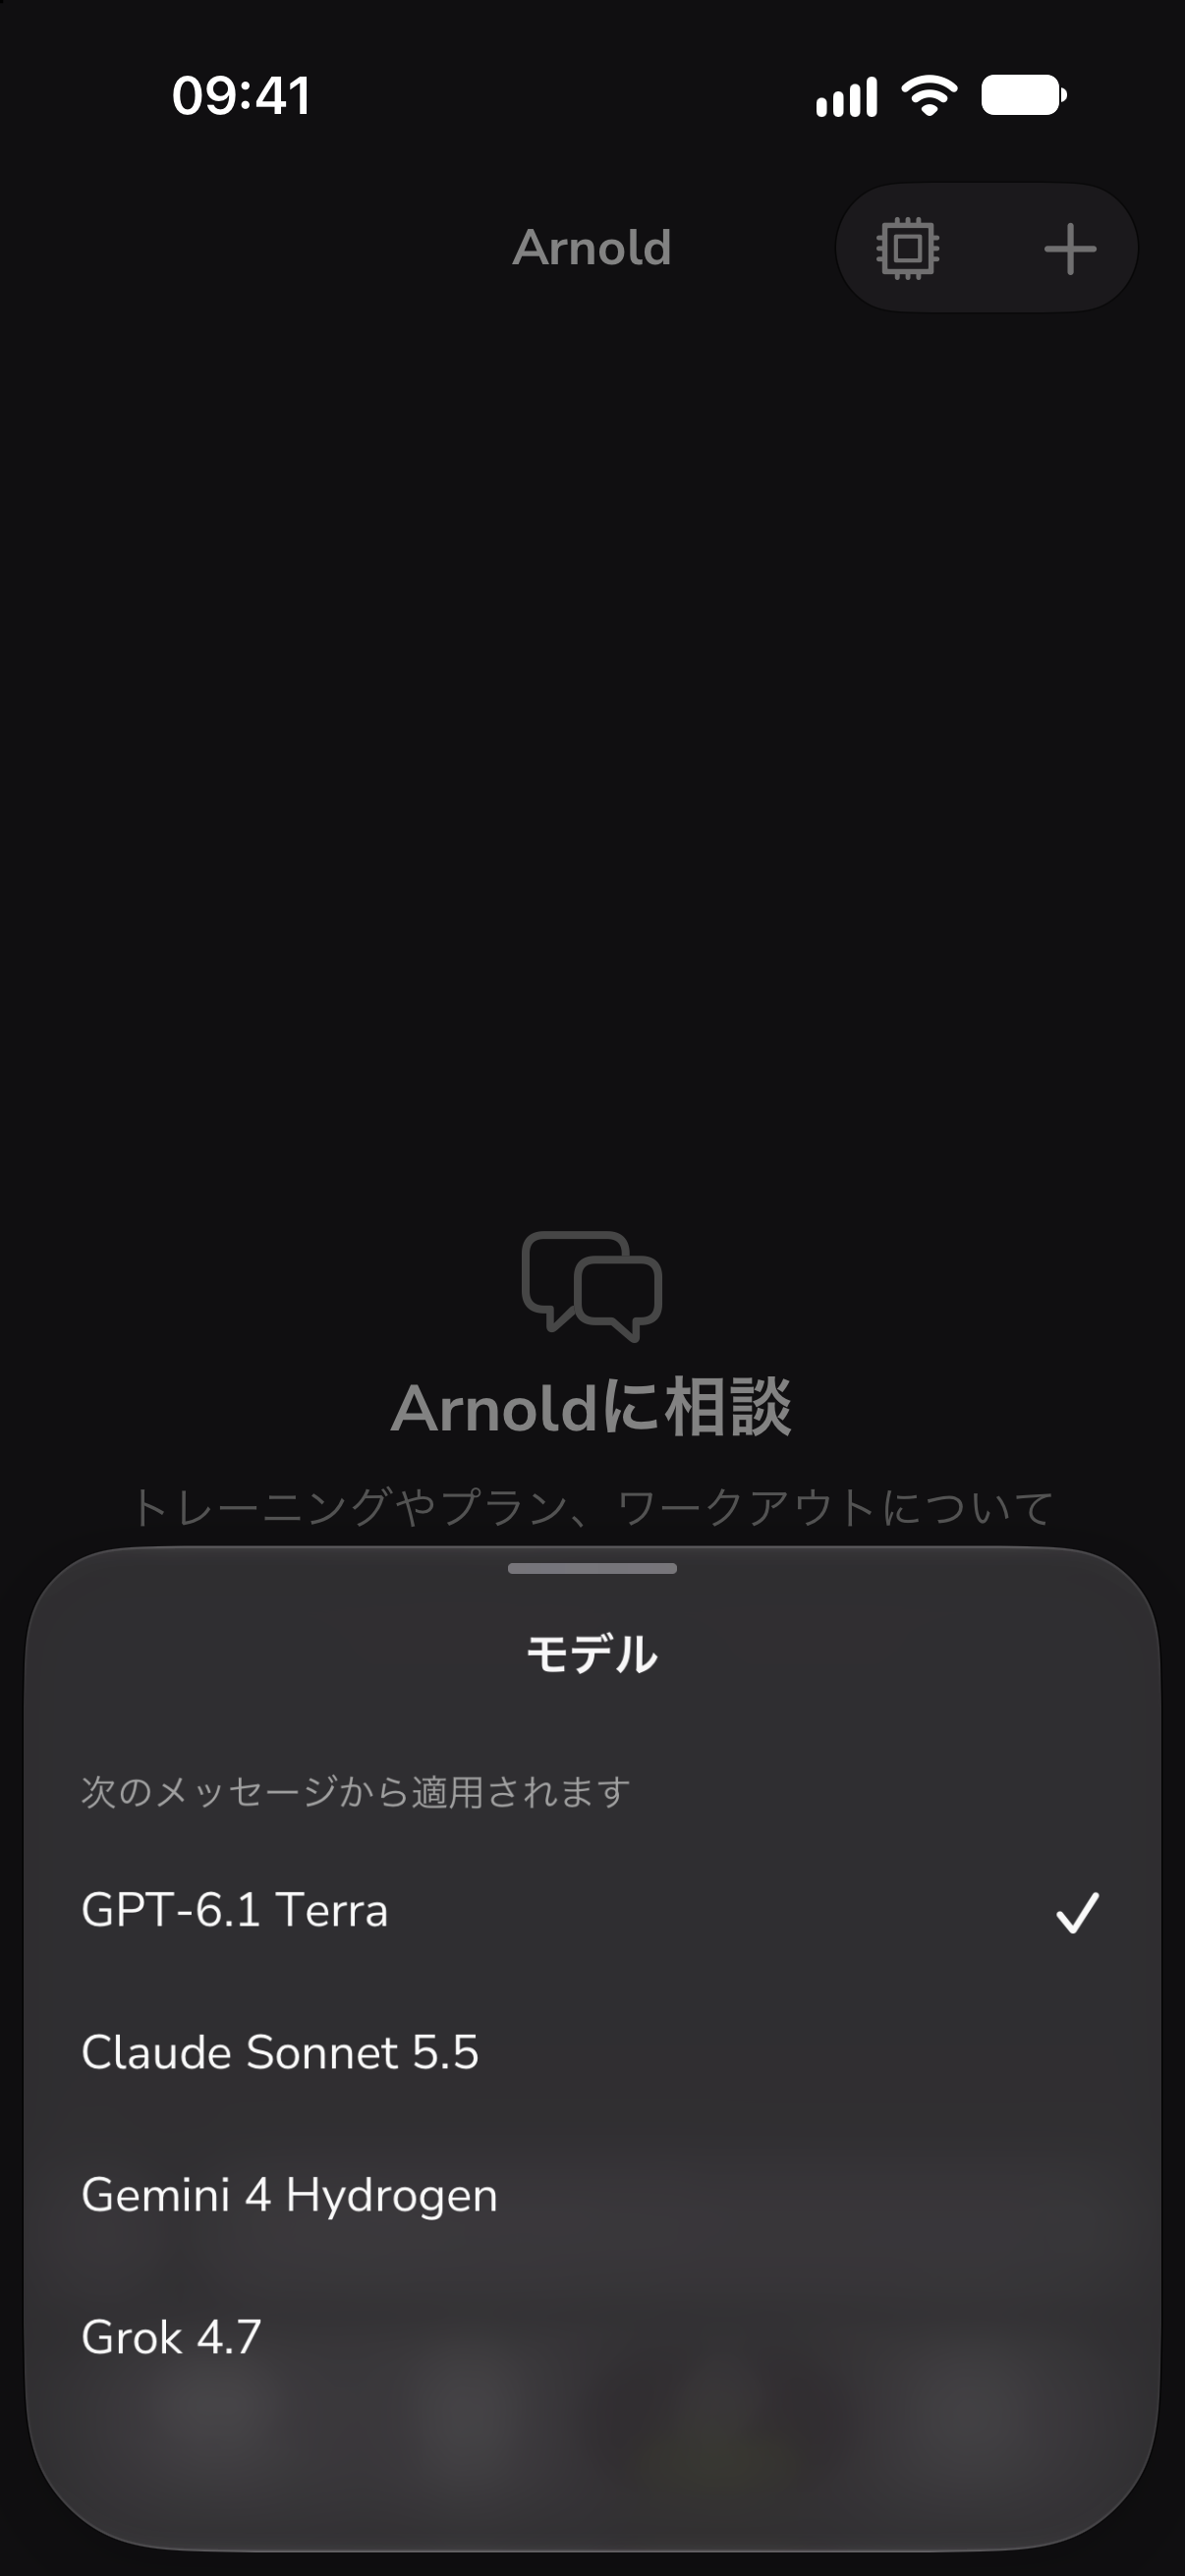 09:41
Arnold
Arnoldに相談
トレーニングやプラン、ワークアウトについて
モデル
次のメッセージから適用されます
GPT-6.1 Terra
Claude Sonnet 5.5
Gemini 4 Hydrogen
Grok 4.7